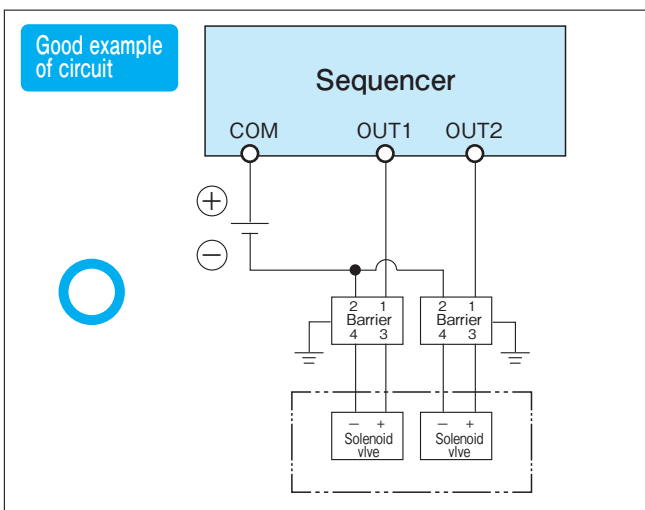 Good example
of circuit
Sequencer
COM OUT1 OUT2
+
−
2 1 2 1
Barrier Barrier
4 3 4 3
− + − +
Solenoid Solenoid
vlve vlve